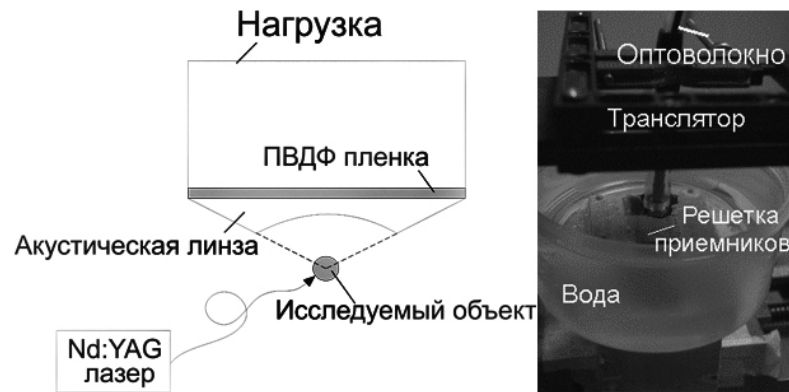 Нагрузка
ПВДФ пленка
Акустическая линза
Исследуемый объект
Nd:YAG
лазер
Оптоволокно
Транслятор
Решетка
приемников
Вода